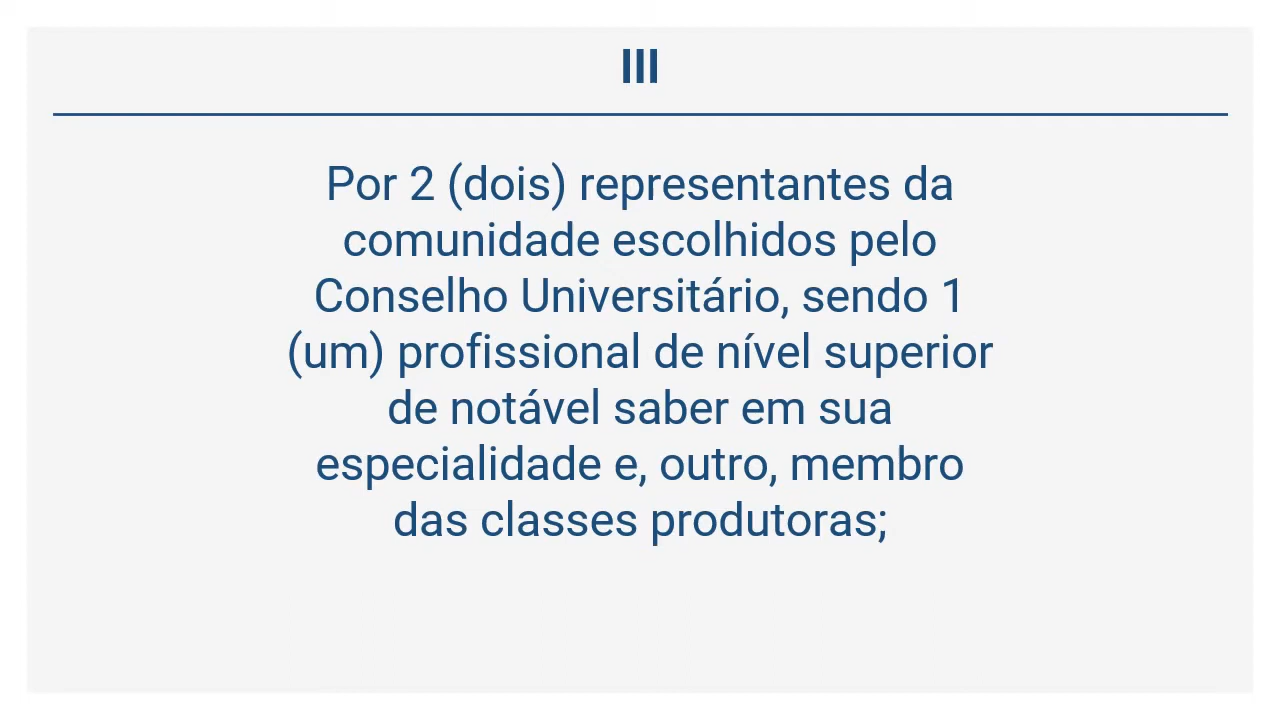 III
Por 2 (dois) representantes da
comunidade escolhidos pelo
Conselho Universitário, sendo 1
(um) profissional de nível superior
de notável saber em sua
especialidade e, outro, membro
das classes produtoras;